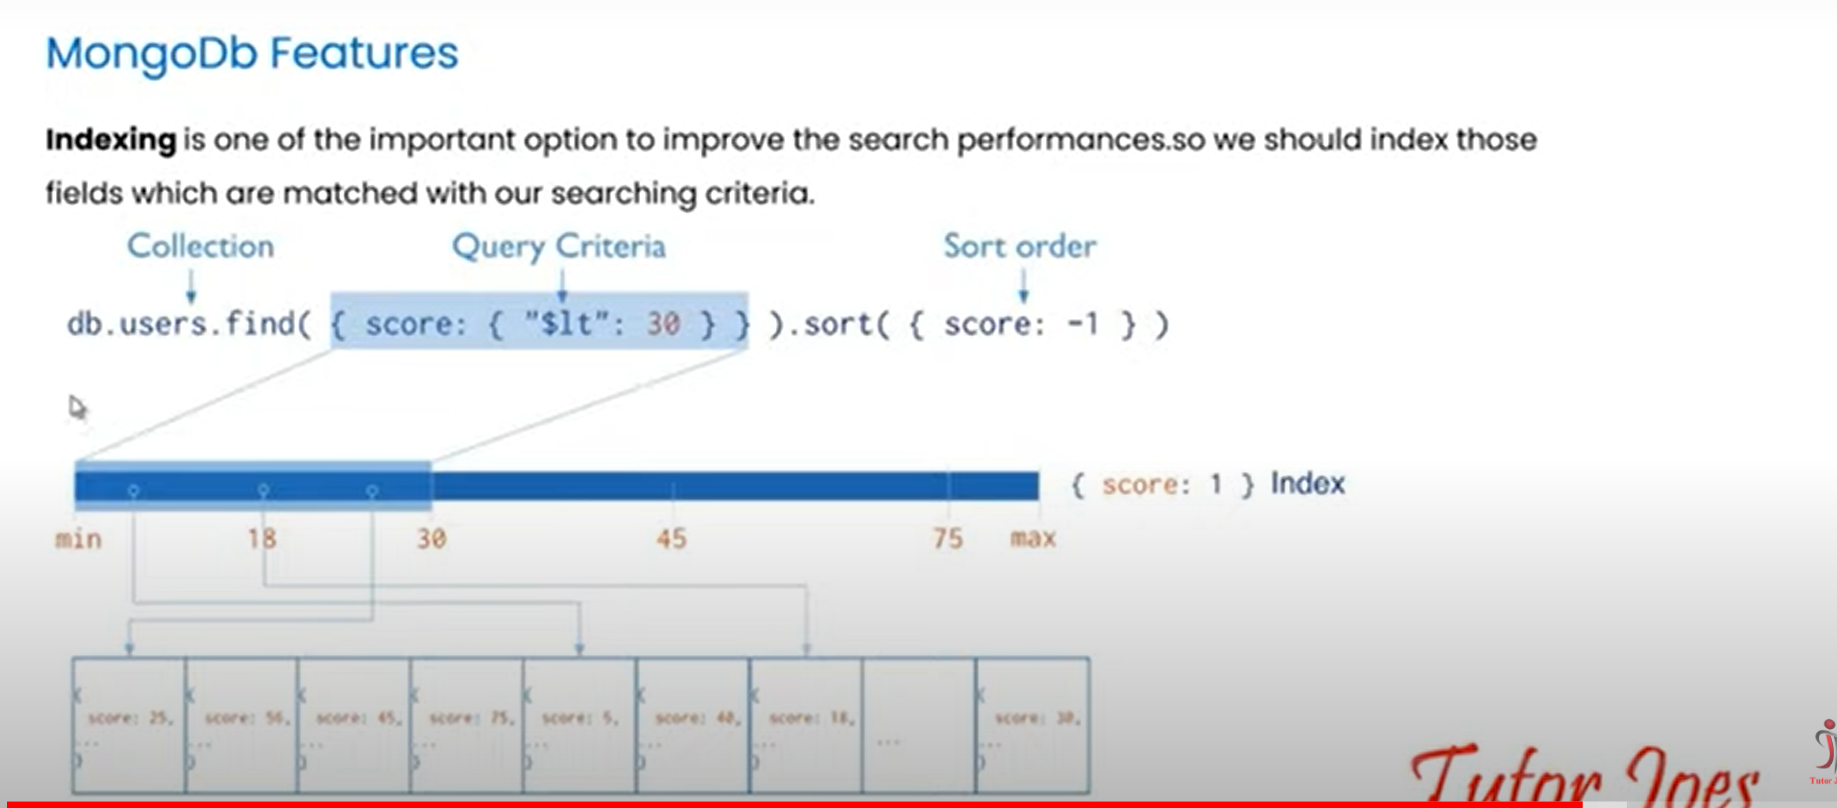 MongoDb Features
Indexing is one of the important option to improve the search performances.so we should index those
fields which are matched with our searching criteria.
Collection Query Criteria Sort order
db.users.find( { score: { "$lt": 30 } } ).sort( { score: -1 } )
{ score: 1 } Index
min 18 30 45 75 max
{ { { { { { { {
score: 25, score: 56, score: 45, score: 75, score: 5, score: 40, score: 18, score: 30,
... ... ... ... ... ... ... ... ...
} } } } } } } }
Tutor Joes